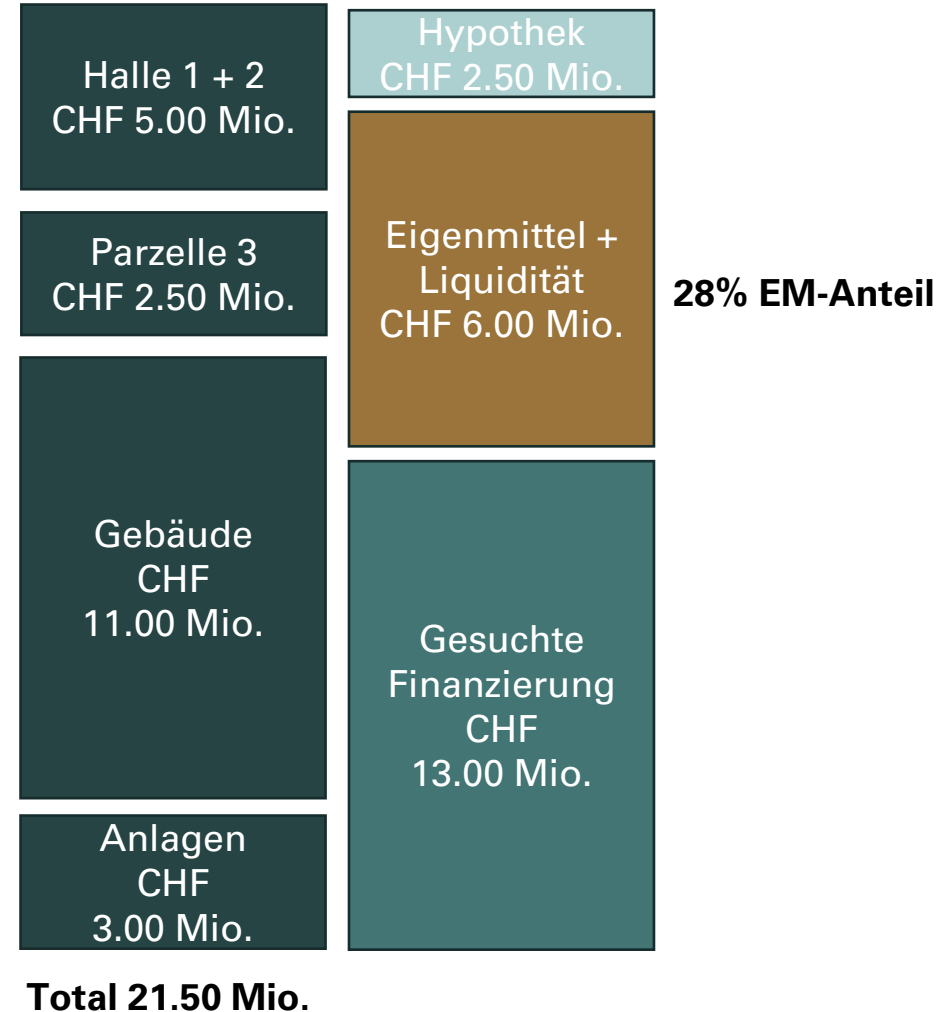 Halle 1 + 2
CHF 5.00 Mio.
Parzelle 3
CHF 2.50 Mio.
Gebäude
CHF
11.00 Mio.
Anlagen
CHF
3.00 Mio.
Total 21.50 Mio.
Hypothek
CHF 2.50 Mio.
Eigenmittel +
Liquidität
CHF 6.00 Mio.
Gesuchte
Finanzierung
CHF
13.00 Mio.
28% EM-Anteil